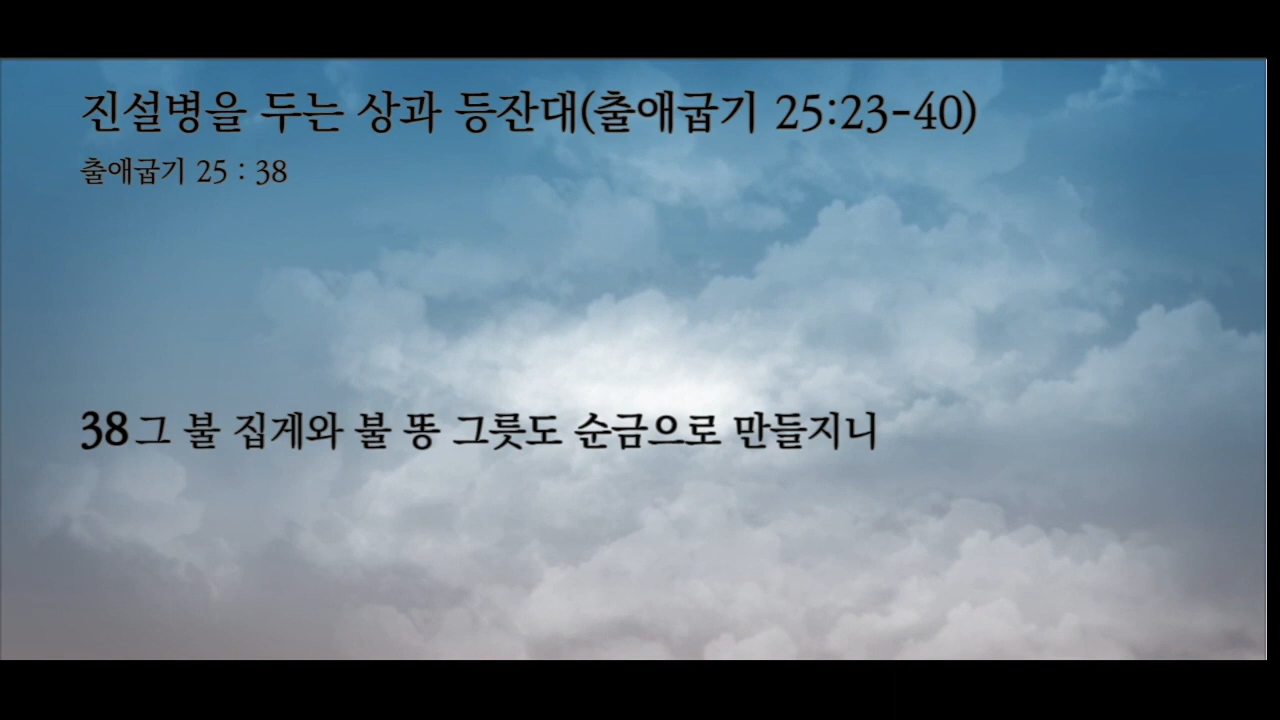 진설병을 두는 상과 등잔대(출애굽기 25:23-40)
출애굽기 25 : 38
38 그 불 집게와 불 똥 그릇도 순금으로 만들지니